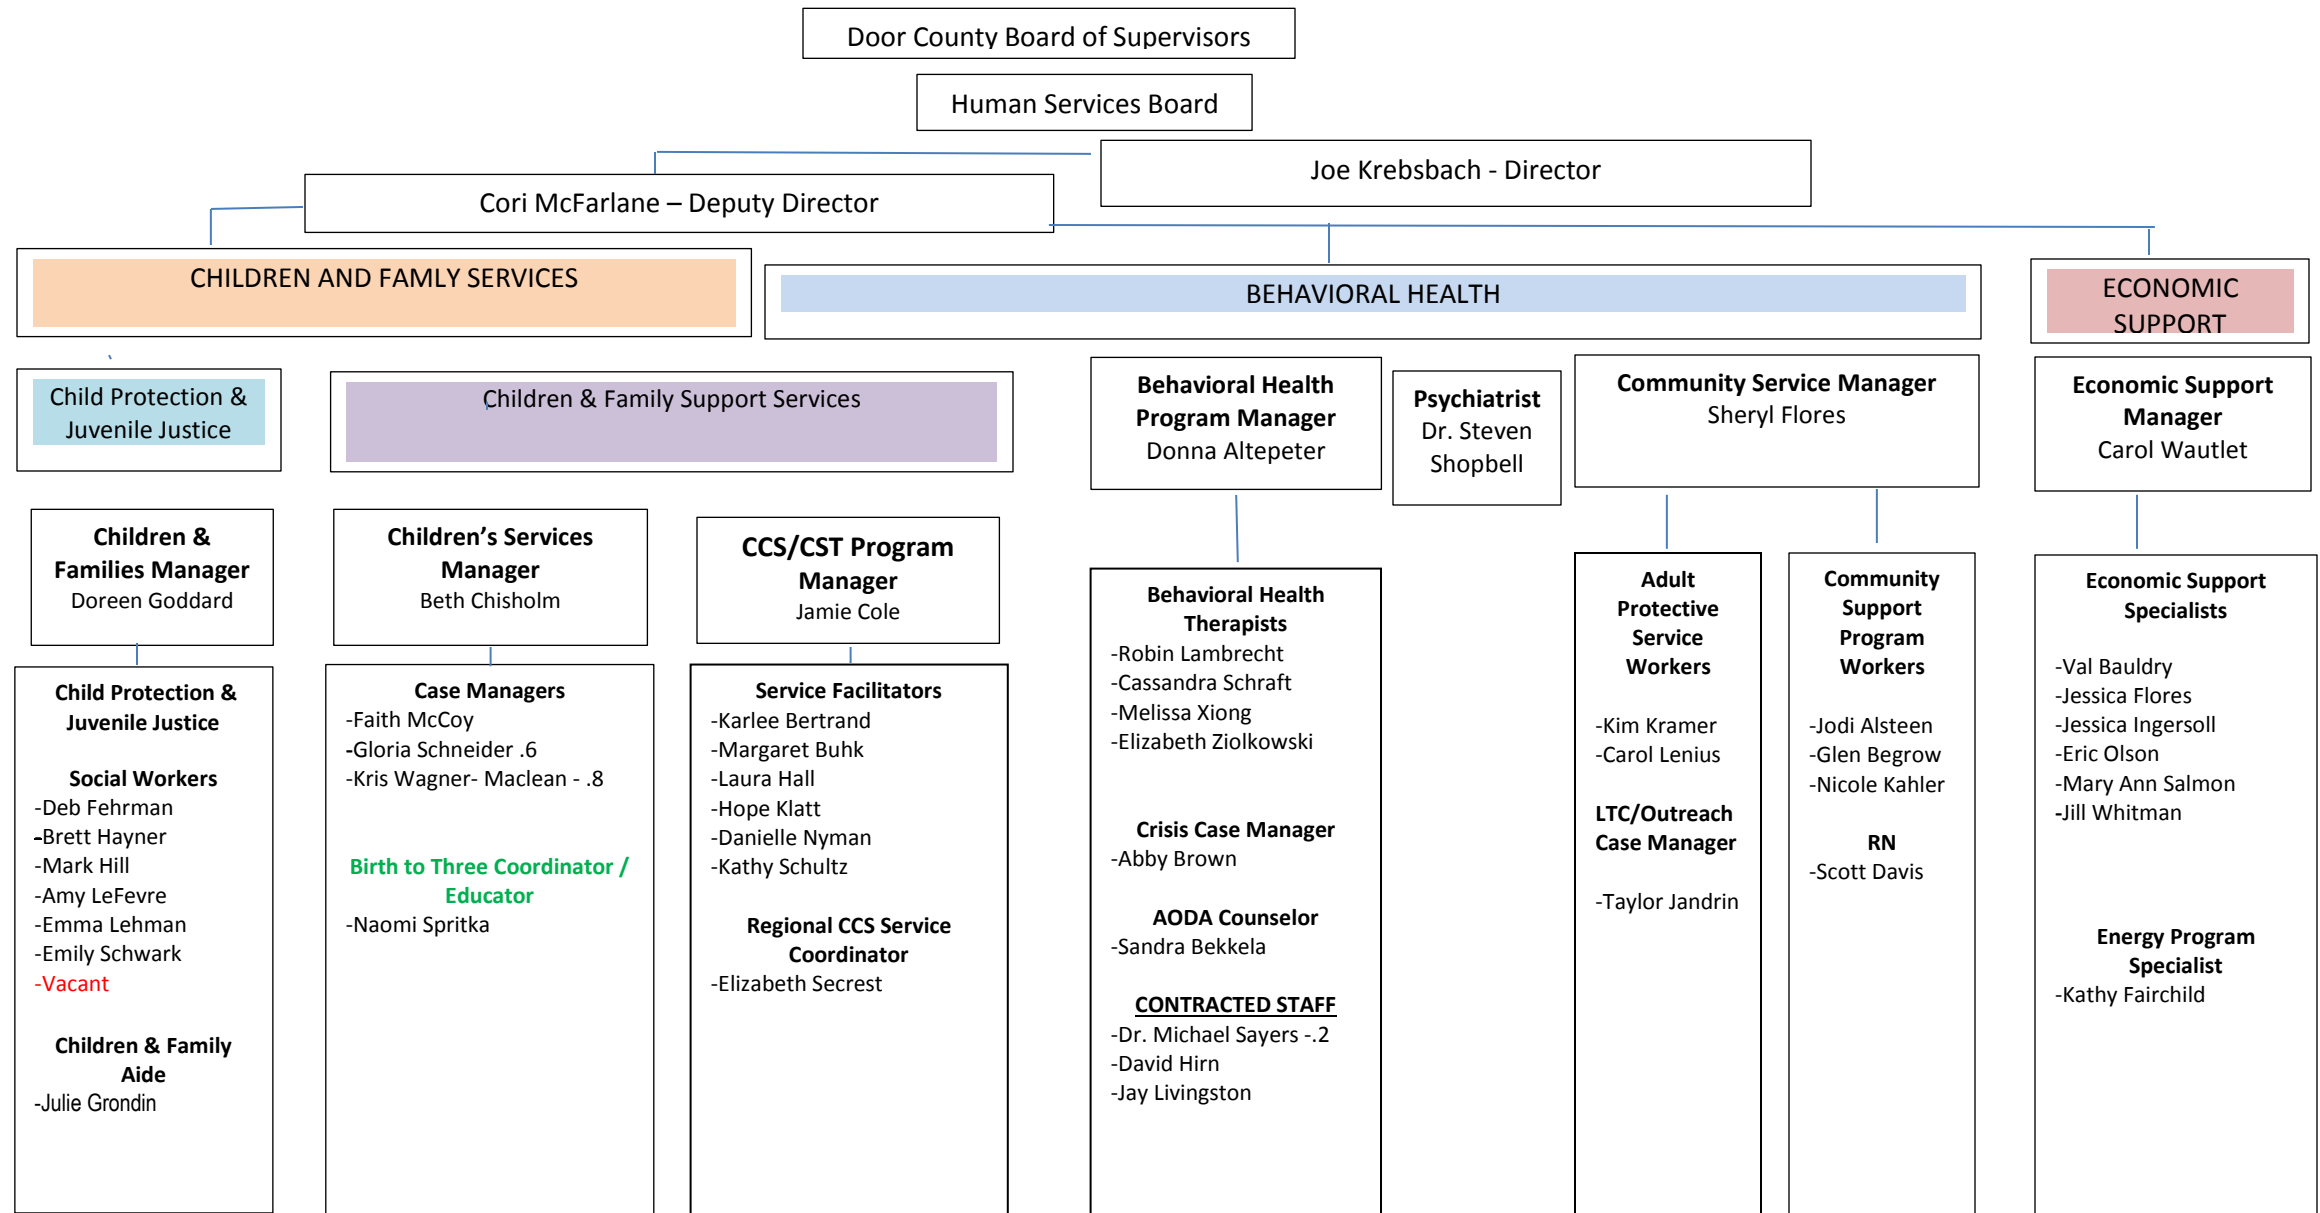 Door County Board of Supervisors
Human Services Board
Joe Krebsbach - Director
Cori McFarlane – Deputy Director
CHILDREN AND FAMLY SERVICES
BEHAVIORAL HEALTH
ECONOMIC
SUPPORT
Child Protection &
Juvenile Justice
Children & Family Support Services
Behavioral Health
Program Manager
Donna Altepeter
Psychiatrist
Dr. Steven
Shopbell
Community Service Manager
Sheryl Flores
Economic Support
Manager
Carol Wautlet
Children &
Families Manager
Doreen Goddard
Children’s Services
Manager
Beth Chisholm
CCS/CST Program
Manager
Jamie Cole
Child Protection &
Juvenile Justice
Social Workers
-Deb Fehrman
-Brett Hayner
-Mark Hill
-Amy LeFevre
-Emma Lehman
-Emily Schwark
-Vacant
Children & Family
Aide
-Julie Grondin
Case Managers
-Faith McCoy
-Gloria Schneider .6
-Kris Wagner- Maclean - .8
Birth to Three Coordinator /
Educator
-Naomi Spritka
Service Facilitators
-Karlee Bertrand
-Margaret Buhk
-Laura Hall
-Hope Klatt
-Danielle Nyman
-Kathy Schultz
Regional CCS Service
Coordinator
-Elizabeth Secrest
Behavioral Health
Therapists
-Robin Lambrecht
-Cassandra Schraft
-Melissa Xiong
-Elizabeth Ziolkowski
Crisis Case Manager
-Abby Brown
AODA Counselor
-Sandra Bekkela
CONTRACTED STAFF
-Dr. Michael Sayers -.2
-David Hirn
-Jay Livingston
Adult
Protective
Service
Workers
-Kim Kramer
-Carol Lenius
LTC/Outreach
Case Manager
-Taylor Jandrin
Community
Support
Program
Workers
-Jodi Alsteen
-Glen Begrow
-Nicole Kahler
RN
-Scott Davis
Economic Support
Specialists
-Val Bauldry
-Jessica Flores
-Jessica Ingersoll
-Eric Olson
-Mary Ann Salmon
-Jill Whitman
Energy Program
Specialist
-Kathy Fairchild